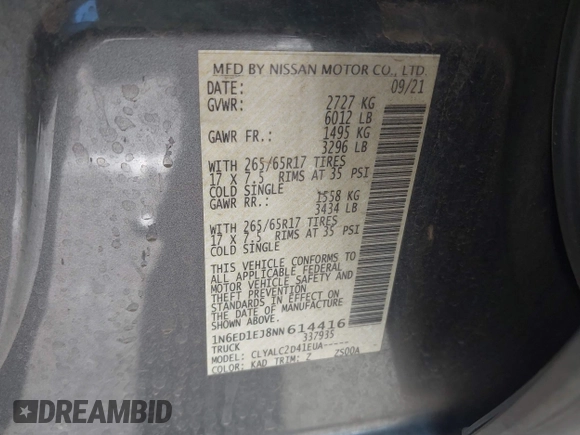 MFD BY NISSAN MOTOR CO., LTD.
DATE: 09/21
GVWR: 2727 KG
6012 LB
GAWR FR.: 1495 KG
3296 LB
WITH 265/65R17 TIRES
17 X 7.5 RIMS AT 35 PSI
COLD SINGLE
GAWR RR.: 1558 KG
3434 LB
WITH 265/65R17 TIRES
17 X 7.5 RIMS AT 35 PSI
COLD SINGLE
THIS VEHICLE CONFORMS TO
ALL APPLICABLE FEDERAL
MOTOR VEHICLE SAFETY AND
THEFT PREVENTION
STANDARDS IN EFFECT ON
THE DATE OF MANUFACTURE
SHOWN ABOVE.
1N6ED1EJ8NN614416
TRUCK 337935
MODEL: CLYALC2D41EUA-----
COLOR: KAD TRIM: Z ZS00A
DREAMBID